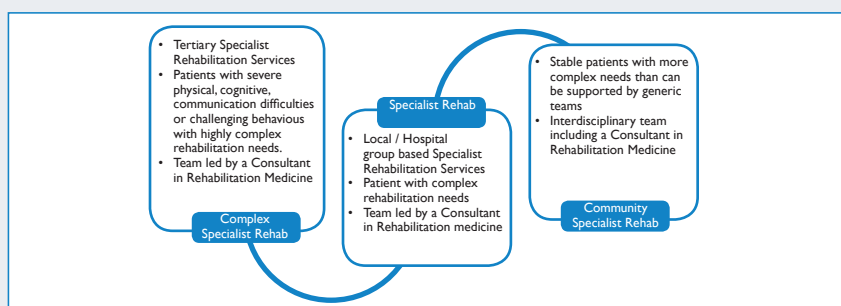 • Tertiary Specialist
Rehabilitation Services
• Patients with severe
physical, cognitive,
communication difficulties
or challenging behaviour
with highly complex
rehabilitation needs.
• Team led by a Consultant
in Rehabilitation Medicine
Complex
Specialist Rehab
Specialist Rehab
• Local / Hospital
group based Specialist
Rehabilitation Services
• Patient with complex
rehabilitation needs
• Team led by a Consultant
in Rehabilitation medicine
• Stable patients with more
complex needs than can
be supported by generic
teams
• Interdisciplinary team
including a Consultant in
Rehabilitation Medicine
Community
Specialist Rehab